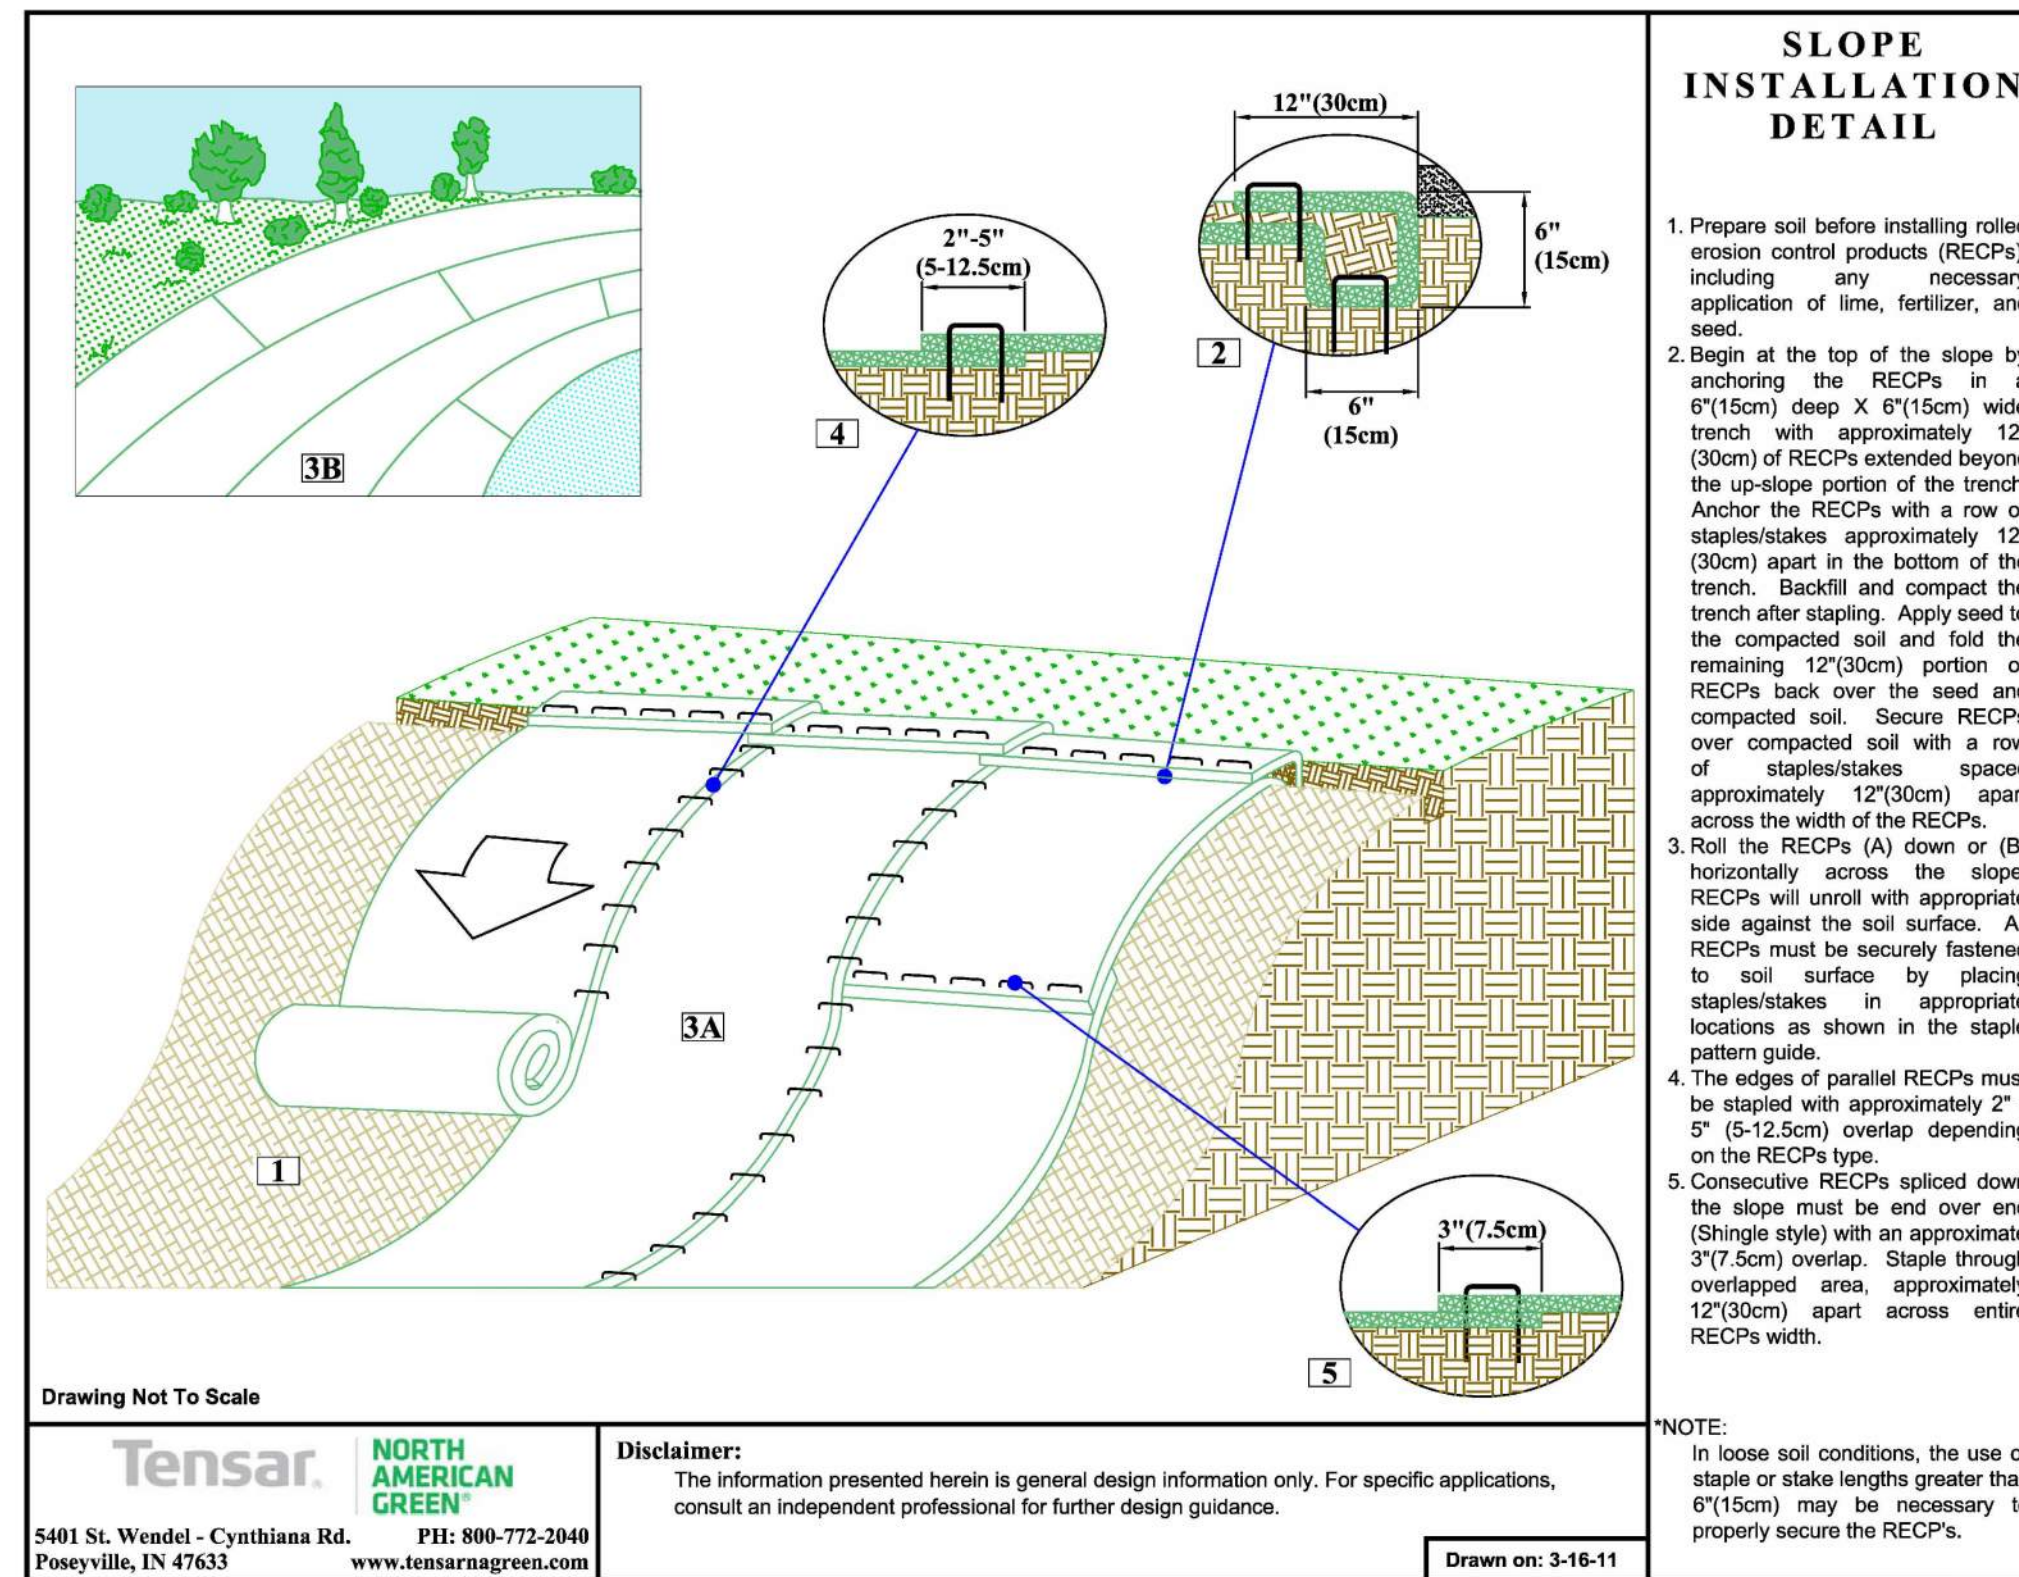 SLOPE
INSTALLATION
DETAIL
12"(30cm)
2"-5"
(5-12.5cm)
6"
(15cm)
2
6"
(15cm)
4
3B
3A
1
3"(7.5cm)
5
1. Prepare soil before installing rolle
erosion control products (RECPs)
including any necessary
application of lime, fertilizer, an
seed.
2. Begin at the top of the slope by
anchoring the RECPs in a
6"(15cm) deep X 6"(15cm) wide
trench with approximately 12
(30cm) of RECPs extended beyon
the up-slope portion of the trench
Anchor the RECPs with a row o
staples/stakes approximately 12
(30cm) apart in the bottom of the
trench. Backfill and compact the
trench after stapling. Apply seed to
the compacted soil and fold the
remaining 12"(30cm) portion o
RECPs back over the seed and
compacted soil. Secure RECPs
over compacted soil with a row
of staples/stakes space
approximately 12"(30cm) apar
across the width of the RECPs.
3. Roll the RECPs (A) down or (B
horizontally across the slope
RECPs will unroll with appropriate
side against the soil surface. A
RECPs must be securely fastene
to soil surface by placing
staples/stakes in appropriate
locations as shown in the staple
pattern guide.
4. The edges of parallel RECPs mus
be stapled with approximately 2"
5" (5-12.5cm) overlap depending
on the RECPs type.
5. Consecutive RECPs spliced down
the slope must be end over en
(Shingle style) with an approximate
3"(7.5cm) overlap. Staple through
overlapped area, approximately
12"(30cm) apart across entire
RECPs width.
*NOTE:
In loose soil conditions, the use o
staple or stake lengths greater tha
6"(15cm) may be necessary to
properly secure the RECP's.
Drawing Not To Scale
Tensar.
NORTH
AMERICAN
GREEN®
5401 St. Wendel - Cynthiana Rd. PH: 800-772-2040
Poseyville, IN 47633 www.tensarnagreen.com
Disclaimer:
The information presented herein is general design information only. For specific applications,
consult an independent professional for further design guidance.
Drawn on: 3-16-11